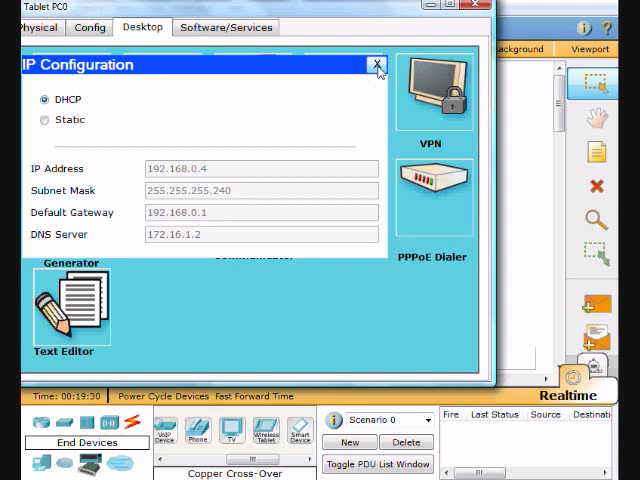 Tablet PC0
Physical Config Desktop Software/Services
IP Configuration X
DHCP
Static
IP Address 192.168.0.4
Subnet Mask 255.255.255.240
Default Gateway 192.168.0.1
DNS Server 172.16.1.2
VPN
Generator
PPPoE Dialer
Text Editor
ackground Viewport
Time: 00:19:30 Power Cycle Devices Fast Forward Time
Realtime
End Devices
VoIP Device
Phone
TV
Wireless Tablet
Smart Device
Copper Cross-Over
Scenario 0
New Delete
Toggle PDU List Window
Fire Last Status Source Destinati